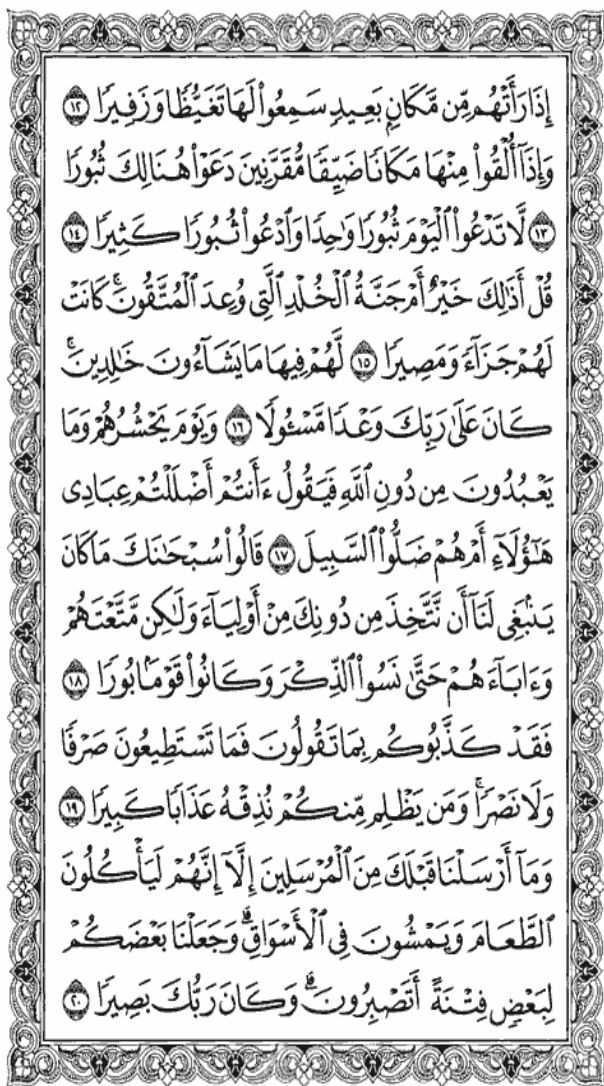 إِذَا رَأَتْهُم مِّن مَّكَانٍۭ بَعِيدٍ سَمِعُوا۟ لَهَا تَغَيُّظًا وَزَفِيرًا ١٢
وَإِذَآ أُلْقُوا۟ مِنْهَا مَكَانًا ضَيِّقًا مُّقَرَّنِينَ دَعَوْا۟ هُنَالِكَ ثُبُورًا
١٣ لَّا تَدْعُوا۟ ٱلْيَوْمَ ثُبُورًا وَٰحِدًا وَٱدْعُوا۟ ثُبُورًا كَثِيرًا ١٤
قُلْ أَذَٰلِكَ خَيْرٌ أَمْ جَنَّةُ ٱلْخُلْدِ ٱلَّتِى وُعِدَ ٱلْمُتَّقُونَ ۚ كَانَتْ
لَهُمْ جَزَآءً وَمَصِيرًا ١٥ لَّهُمْ فِيهَا مَا يَشَآءُونَ خَٰلِدِينَ ۚ
كَانَ عَلَىٰ رَبِّكَ وَعْدًا مَّسْـُٔولًا ١٦ وَيَوْمَ يَحْشُرُهُمْ وَمَا
يَعْبُدُونَ مِن دُونِ ٱللَّهِ فَيَقُولُ ءَأَنتُمْ أَضْلَلْتُمْ عِبَادِى
هَٰٓؤُلَآءِ أَمْ هُمْ ضَلُّوا۟ ٱلسَّبِيلَ ١٧ قَالُوا۟ سُبْحَٰنَكَ مَا كَانَ
يَنۢبَغِى لَنَآ أَن نَّتَّخِذَ مِن دُونِكَ مِنْ أَوْلِيَآءَ وَلَٰكِن مَّتَّعْتَهُمْ
وَءَابَآءَهُمْ حَتَّىٰ نَسُوا۟ ٱلذِّكْرَ وَكَانُوا۟ قَوْمًۢا بُورًا ١٨
فَقَدْ كَذَّبُوكُم بِمَا تَقُولُونَ فَمَا تَسْتَطِيعُونَ صَرْفًا
وَلَا نَصْرًا ۚ وَمَن يَظْلِم مِّنكُمْ نُذِقْهُ عَذَابًا كَبِيرًا ١٩
وَمَآ أَرْسَلْنَا قَبْلَكَ مِنَ ٱلْمُرْسَلِينَ إِلَّآ إِنَّهُمْ لَيَأْكُلُونَ
ٱلطَّعَامَ وَيَمْشُونَ فِى ٱلْأَسْوَاقِ ۗ وَجَعَلْنَا بَعْضَكُمْ
لِبَعْضٍ فِتْنَةً أَتَصْبِرُونَ ۗ وَكَانَ رَبُّكَ بَصِيرًا ٢٠